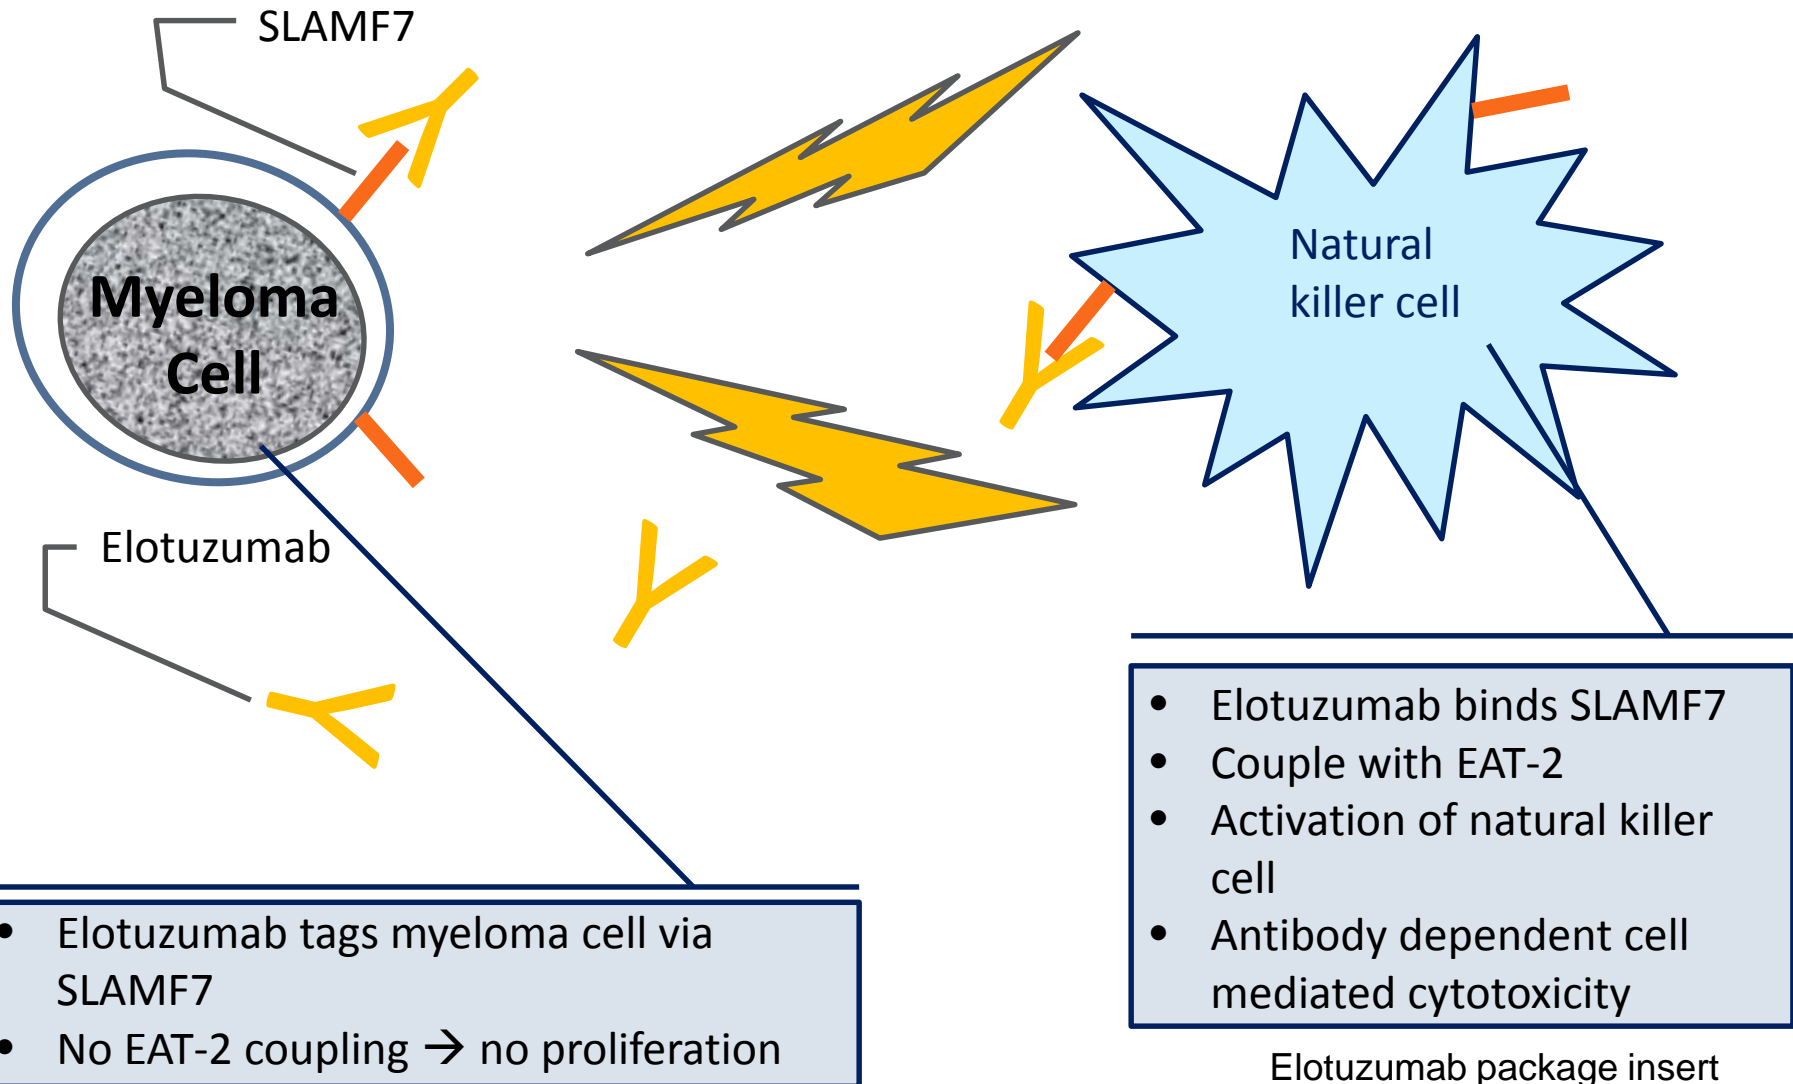 SLAMF7
Myeloma
Cell
Natural
killer cell
Elotuzumab
• Elotuzumab binds SLAMF7
• Couple with EAT-2
• Activation of natural killer
cell
• Antibody dependent cell
mediated cytotoxicity
• Elotuzumab tags myeloma cell via
SLAMF7
• No EAT-2 coupling → no proliferation
Elotuzumab package insert